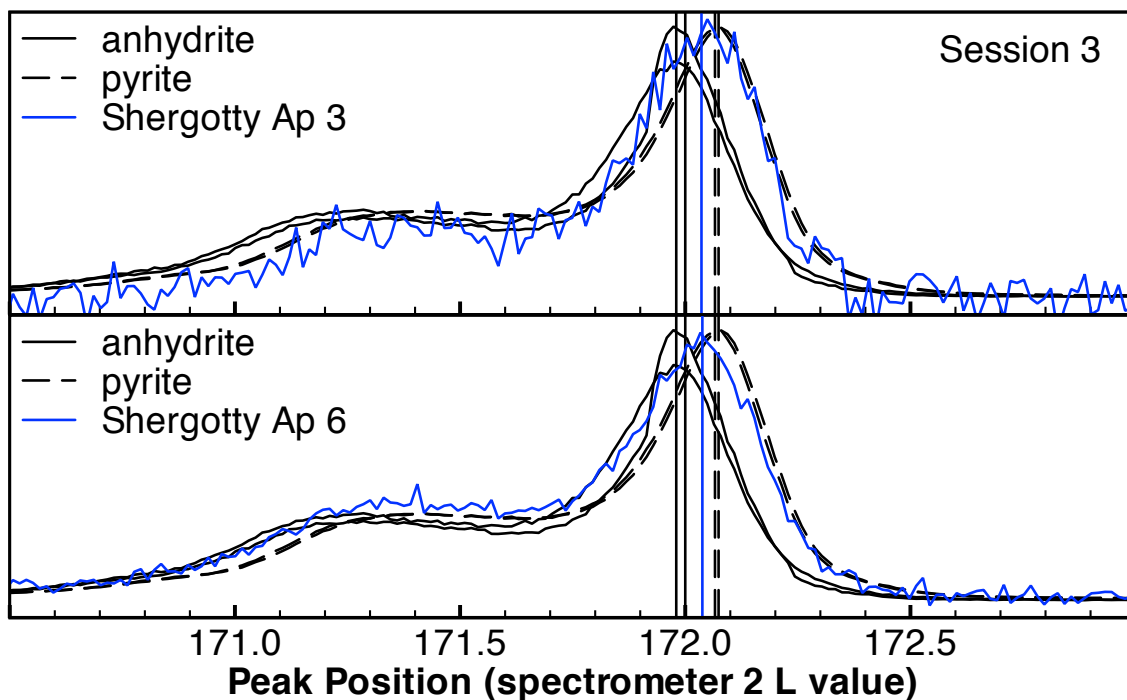 anhydrite
pyrite
Shergotty Ap 3
Session 3
anhydrite
pyrite
Shergotty Ap 6
171.0 171.5 172.0 172.5
Peak Position (spectrometer 2 L value)